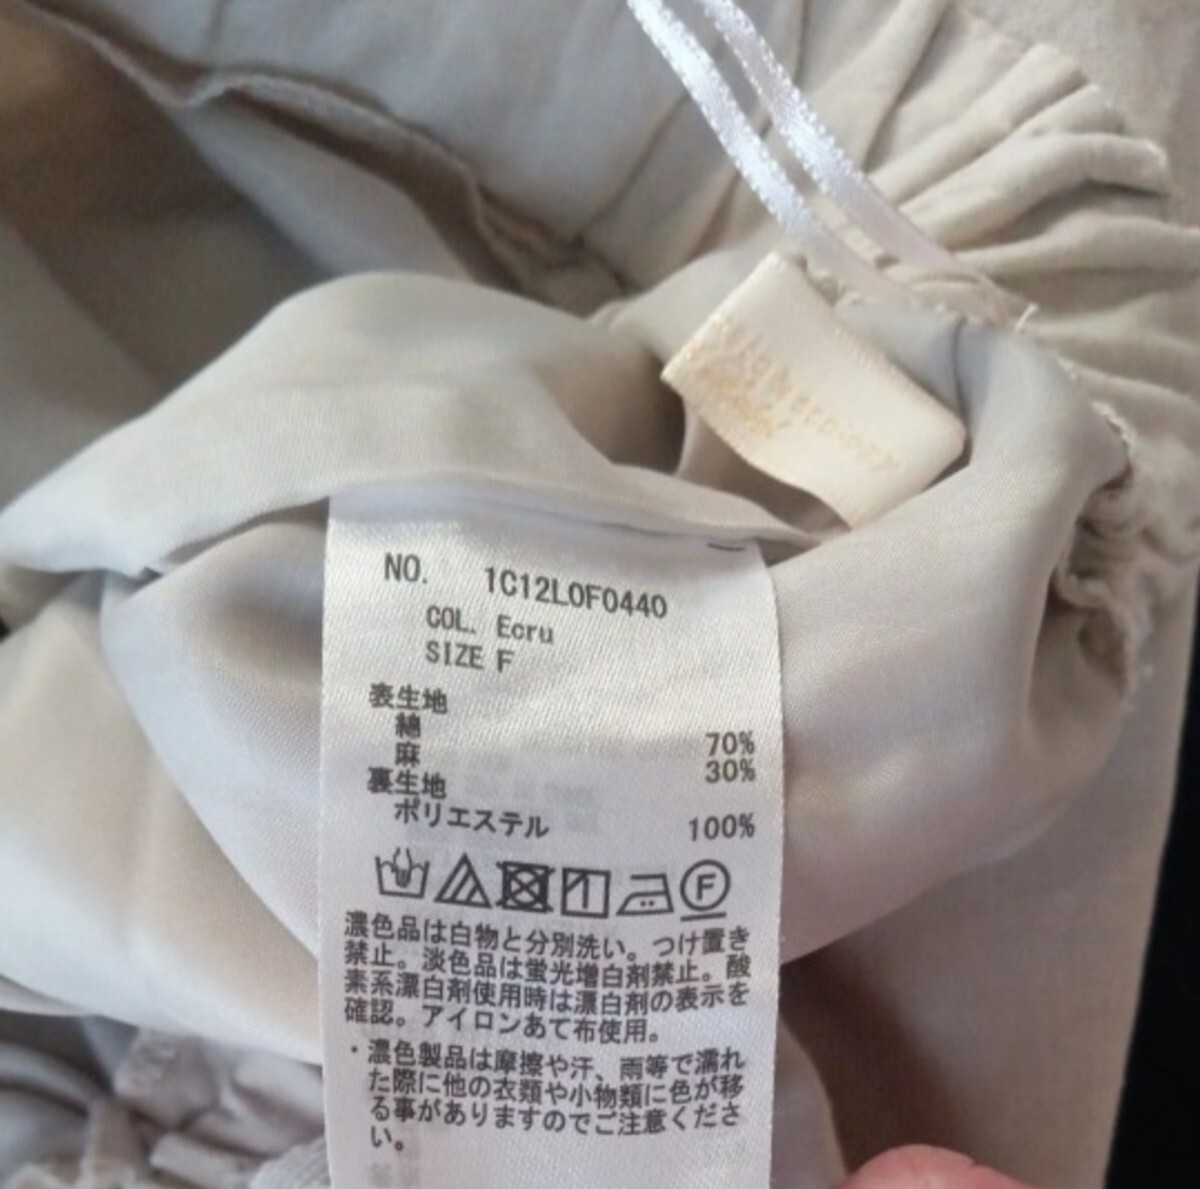 NO. 1C12L0F0440
COL. Ecru
SIZE F
表生地
綿 70%
麻 30%
裏生地
ポリエステル 100%
F
濃色品は白物と分別洗い。つけ置き
禁止。淡色品は蛍光増白剤禁止。酸
素系漂白剤使用時は漂白剤の表示を
確認。アイロンあて布使用。
・濃色製品は摩擦や汗、雨等で濡れ
た際に他の衣類や小物類に色が移
る事がありますのでご注意くださ
い。